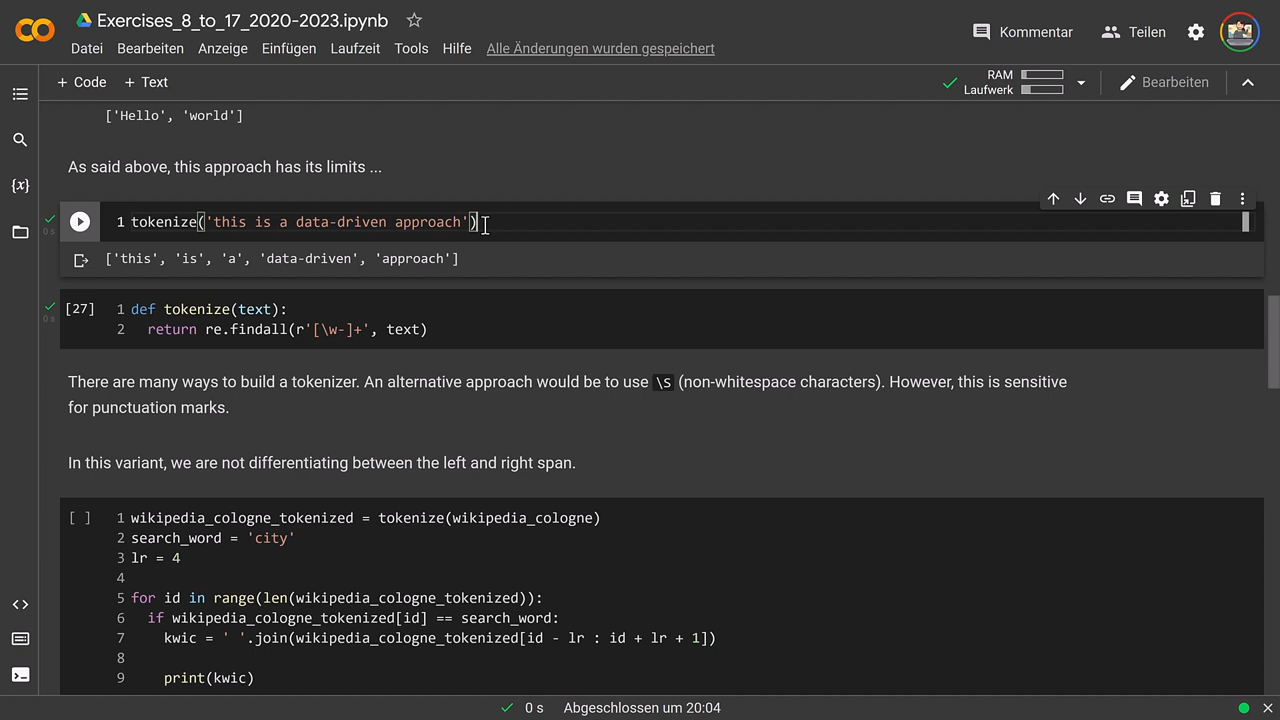 Exercises_8_to_17_2020-2023.ipynb
Datei Bearbeiten Anzeige Einfügen Laufzeit Tools Hilfe Alle Änderungen wurden gespeichert
Kommentar Teilen
+ Code + Text
RAM
Laufwerk
Bearbeiten
['Hello', 'world']
As said above, this approach has its limits ...
1 tokenize('this is a data-driven approach')
0s
['this', 'is', 'a', 'data-driven', 'approach']
[27] 1 def tokenize(text):
0s
2 return re.findall(r'[\w-]+', text)
There are many ways to build a tokenizer. An alternative approach would be to use \S (non-whitespace characters). However, this is sensitive
for punctuation marks.
In this variant, we are not differentiating between the left and right span.
[ ] 1 wikipedia_cologne_tokenized = tokenize(wikipedia_cologne)
2 search_word = 'city'
3 lr = 4
4
5 for id in range(len(wikipedia_cologne_tokenized)):
6 if wikipedia_cologne_tokenized[id] == search_word:
7 kwic = ' '.join(wikipedia_cologne_tokenized[id - lr : id + lr + 1])
8
9 print(kwic)
0 s Abgeschlossen um 20:04